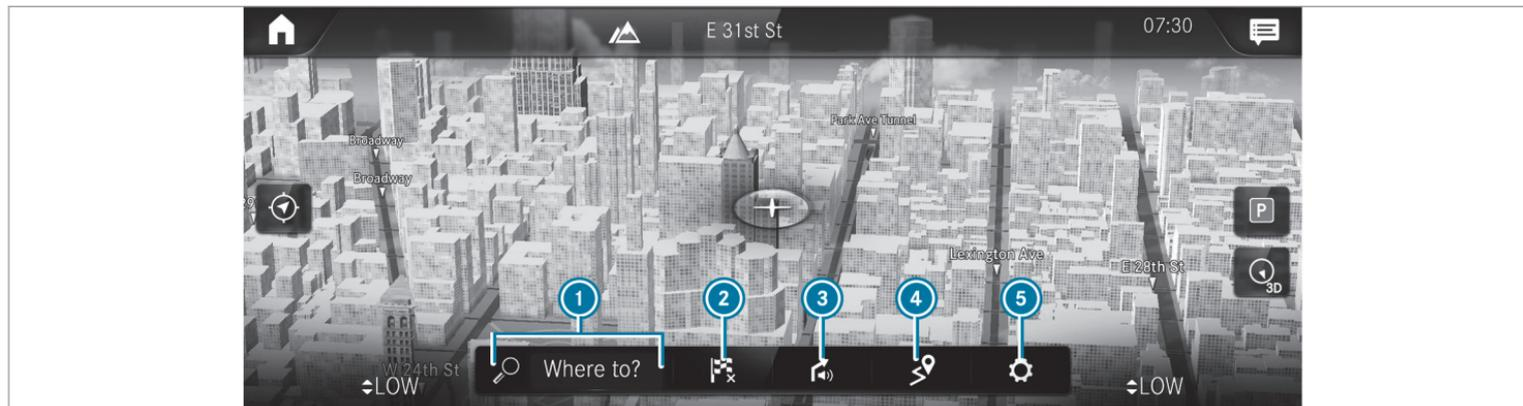 E 31st St
07:30
Park Ave Tunnel
Broadway
Broadway
29
P
Lexington Ave
E 28th St
3D
1
2
3
4
5
Where to?
W 24th St
LOW
LOW